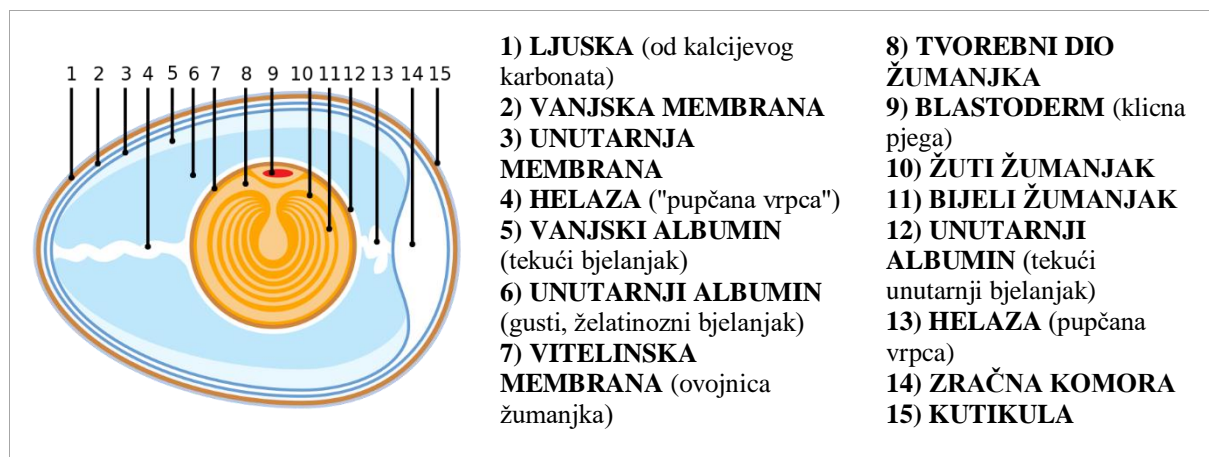 1 2 3 4 5 7 8 9 10 11 12 13 14 15
6
1) LJUSKA (od kalcijevog
karbonata)
2) VANJSKA MEMBRANA
3) UNUTARNJA
MEMBRANA
4) HELAZA ("pupčana vrpca")
5) VANJSKI ALBUMIN
(tekući bjelanjak)
6) UNUTARNJI ALBUMIN
(gusti, želatinozni bjelanjak)
7) VITELINSKA
MEMBRANA (ovojnica
žumanjka)
8) TVOREBNI DIO
ŽUMANJKA
9) BLASTODERM (klicna
pjega)
10) ŽUTI ŽUMANJAK
11) BIJELI ŽUMANJAK
12) UNUTARNJI
ALBUMIN (tekući
unutarnji bjelanjak)
13) HELAZA (pupčana
vrpca)
14) ZRAČNA KOMORA
15) KUTIKULA